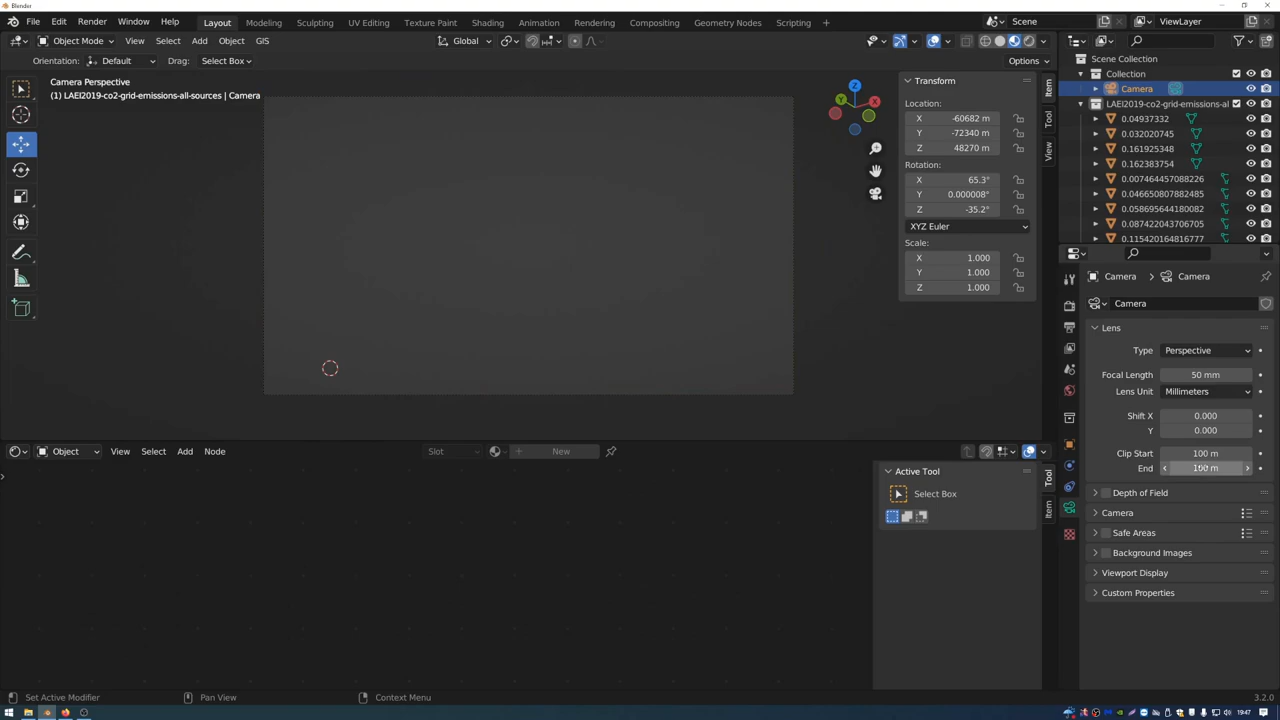 Blender
File Edit Render Window Help Layout Modeling Sculpting UV Editing Texture Paint Shading Animation Rendering Compositing Geometry Nodes Scripting + Scene ViewLayer
Object Mode View Select Add Object GIS Global
Orientation: Default Drag: Select Box Options
Camera Perspective
(1) LAEI2019-co2-grid-emissions-all-sources | Camera
Z
Y
X
Transform
Location:
X -60682 m
Y -72340 m
Z 48270 m
Rotation:
X 65.3°
Y 0.000008°
Z -35.2°
XYZ Euler
Scale:
X 1.000
Y 1.000
Z 1.000
Item
Tool
View
Scene Collection
Collection
Camera
LAEI2019-co2-grid-emissions-al
0.04937332
0.032020745
0.161925348
0.162383754
0.007464457088226
0.046650807882485
0.058695644180082
0.087422043706705
0.115420164816777
Camera > Camera
Camera
Lens
Type Perspective
Focal Length 50 mm
Lens Unit Millimeters
Shift X 0.000
Y 0.000
Clip Start 100 m
End 100 m
Depth of Field
Camera
Safe Areas
Background Images
Viewport Display
Custom Properties
Object View Select Add Node Slot New
Active Tool
Select Box
Tool
Item
Set Active Modifier Pan View Context Menu 3.2.0
19:47